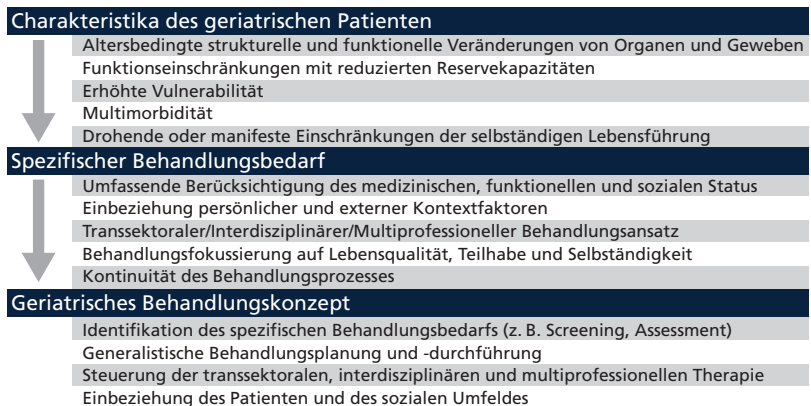 Charakteristika des geriatrischen Patienten
Altersbedingte strukturelle und funktionelle Veränderungen von Organen und Geweben
Funktionseinschränkungen mit reduzierten Reservekapazitäten
Erhöhte Vulnerabilität
Multimorbidität
Drohende oder manifeste Einschränkungen der selbständigen Lebensführung
Spezifischer Behandlungsbedarf
Umfassende Berücksichtigung des medizinischen, funktionellen und sozialen Status
Einbeziehung persönlicher und externer Kontextfaktoren
Transsektoraler/Interdisziplinärer/Multiprofessioneller Behandlungsansatz
Behandlungsfokussierung auf Lebensqualität, Teilhabe und Selbständigkeit
Kontinuität des Behandlungsprozesses
Geriatrisches Behandlungskonzept
Identifikation des spezifischen Behandlungsbedarfs (z. B. Screening, Assessment)
Generalistische Behandlungsplanung und -durchführung
Steuerung der transsektoralen, interdisziplinären und multiprofessionellen Therapie
Einbeziehung des Patienten und des sozialen Umfeldes